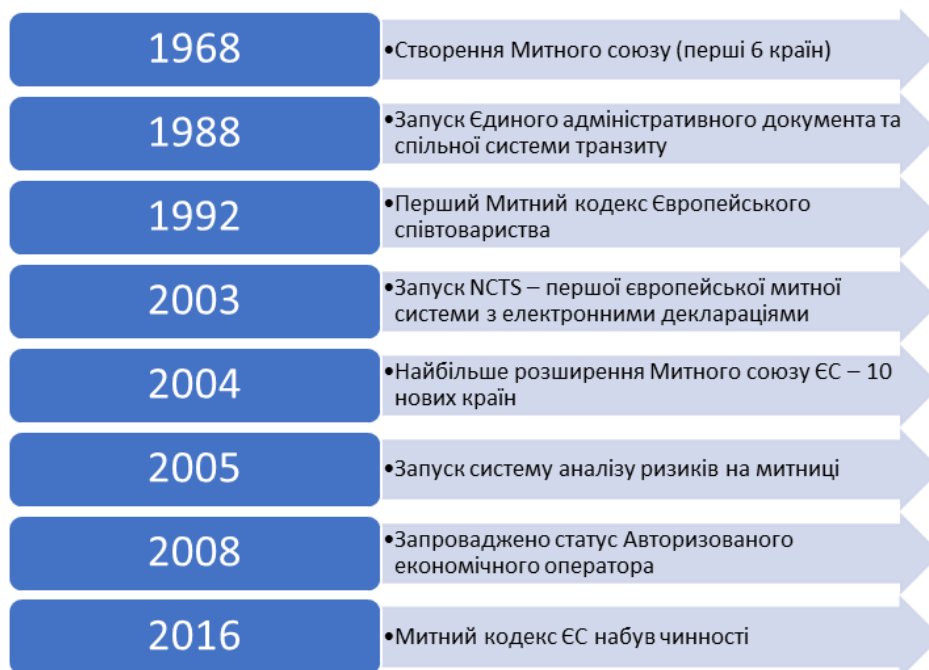 1968
•Створення Митного союзу (перші 6 країн)
1988
•Запуск Єдиного адміністративного документа та
спільної системи транзиту
1992
•Перший Митний кодекс Європейського
співтовариства
2003
•Запуск NCTS – першої європейської митної
системи з електронними деклараціями
2004
•Найбільше розширення Митного союзу ЄС – 10
нових країн
2005
•Запуск систему аналізу ризиків на митниці
2008
•Запроваджено статус Авторизованого
економічного оператора
2016
•Митний кодекс ЄС набув чинності